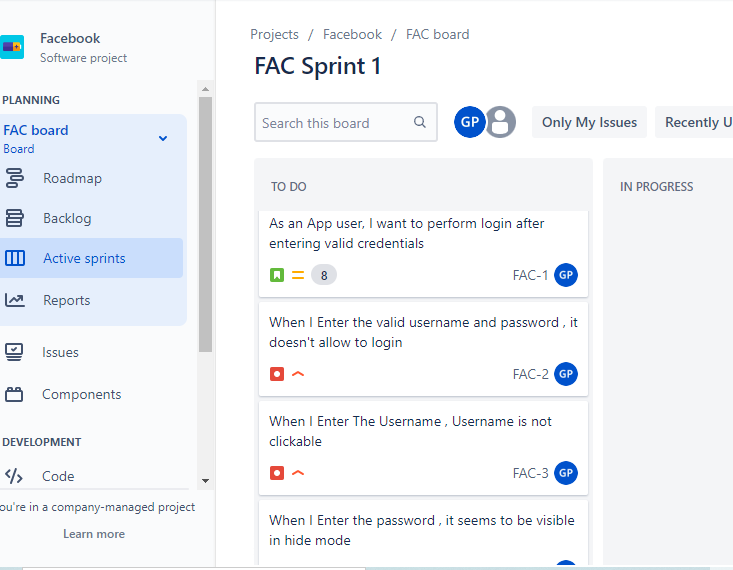 Facebook
Software project
PLANNING
FAC board
Board
Roadmap
Backlog
Active sprints
Reports
Issues
Components
DEVELOPMENT
Code
ou're in a company-managed project
Learn more
Projects / Facebook / FAC board
FAC Sprint 1
Search this board
GP
Only My Issues
Recently U
TO DO
As an App user, I want to perform login after
entering valid credentials
8 FAC-1 GP
When I Enter the valid username and password , it
doesn't allow to login
FAC-2 GP
When I Enter The Username , Username is not
clickable
FAC-3 GP
When I Enter the password , it seems to be visible
in hide mode
IN PROGRESS